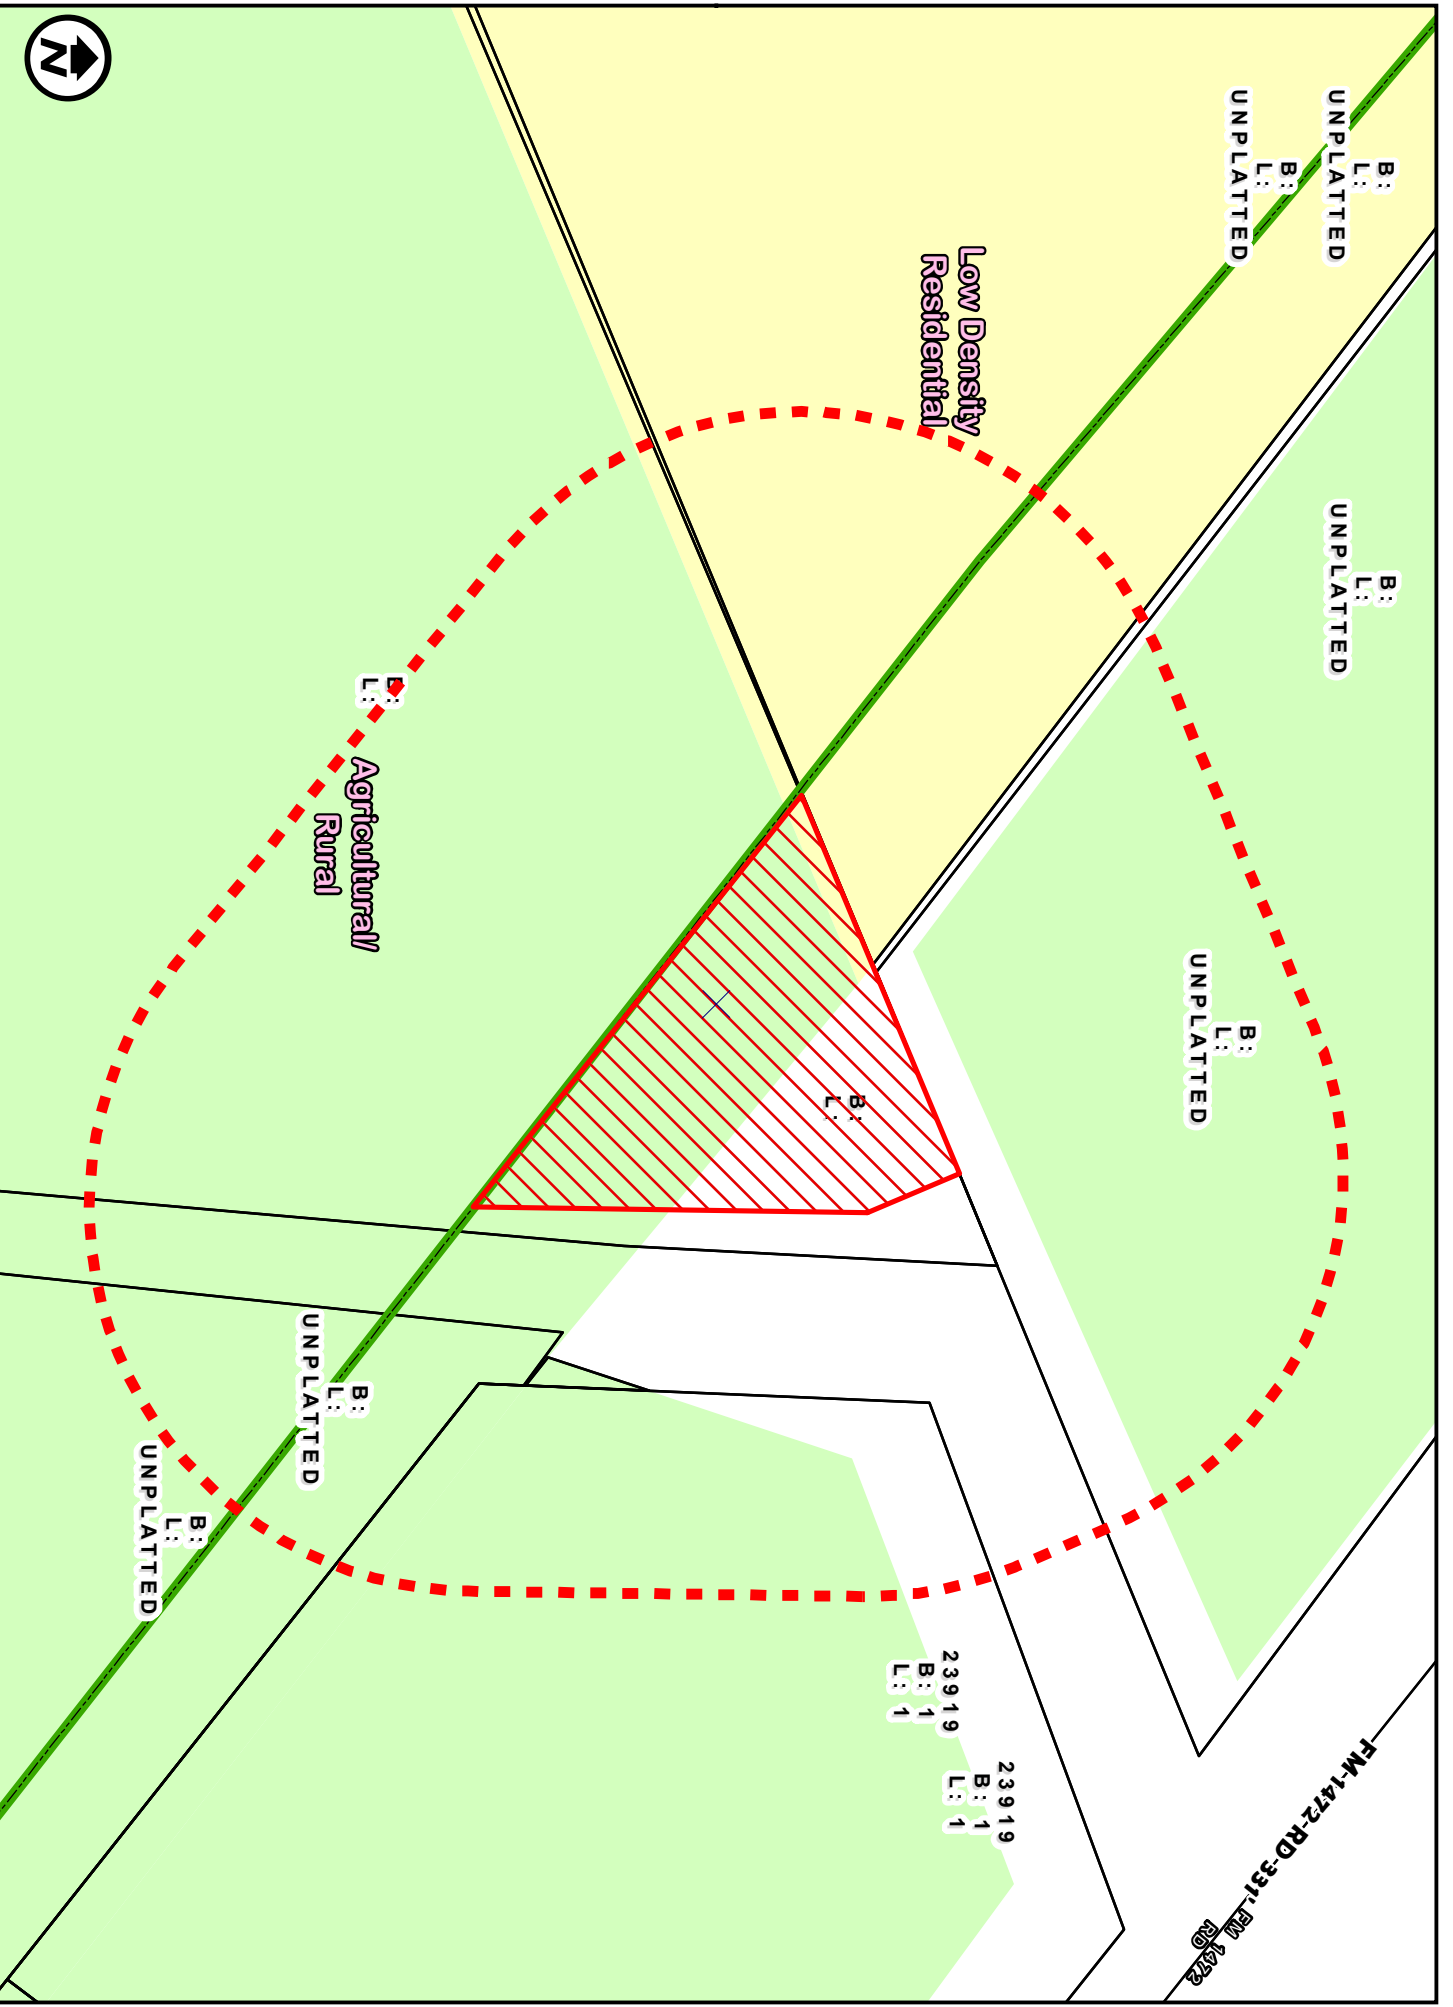 N
B:
L:
UNPLATTED
B:
L:
UNPLATTED
Low Density
Residential
B:
L:
UNPLATTED
B:
L:
UNPLATTED
B:
L:
Agricultural/
Rural
B:
L:
B:
L:
UNPLATTED
B:
L:
UNPLATTED
23919
B: 1
L: 1
23919
B: 1
L: 1
FM-1472-RD-331'
FM 1472
RD